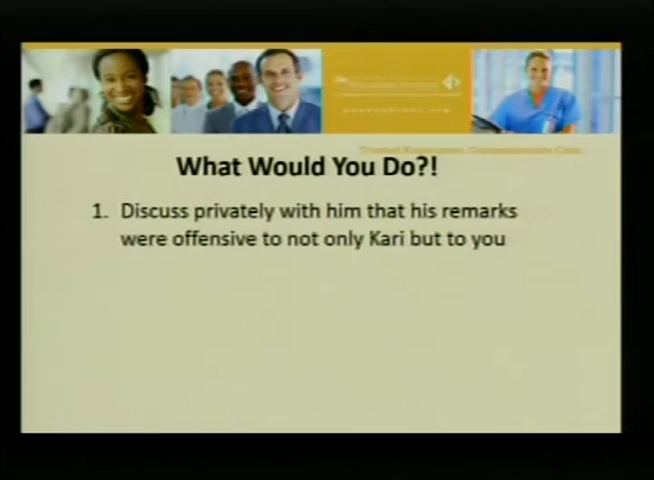 What Would You Do?!
1. Discuss privately with him that his remarks
were offensive to not only Kari but to you